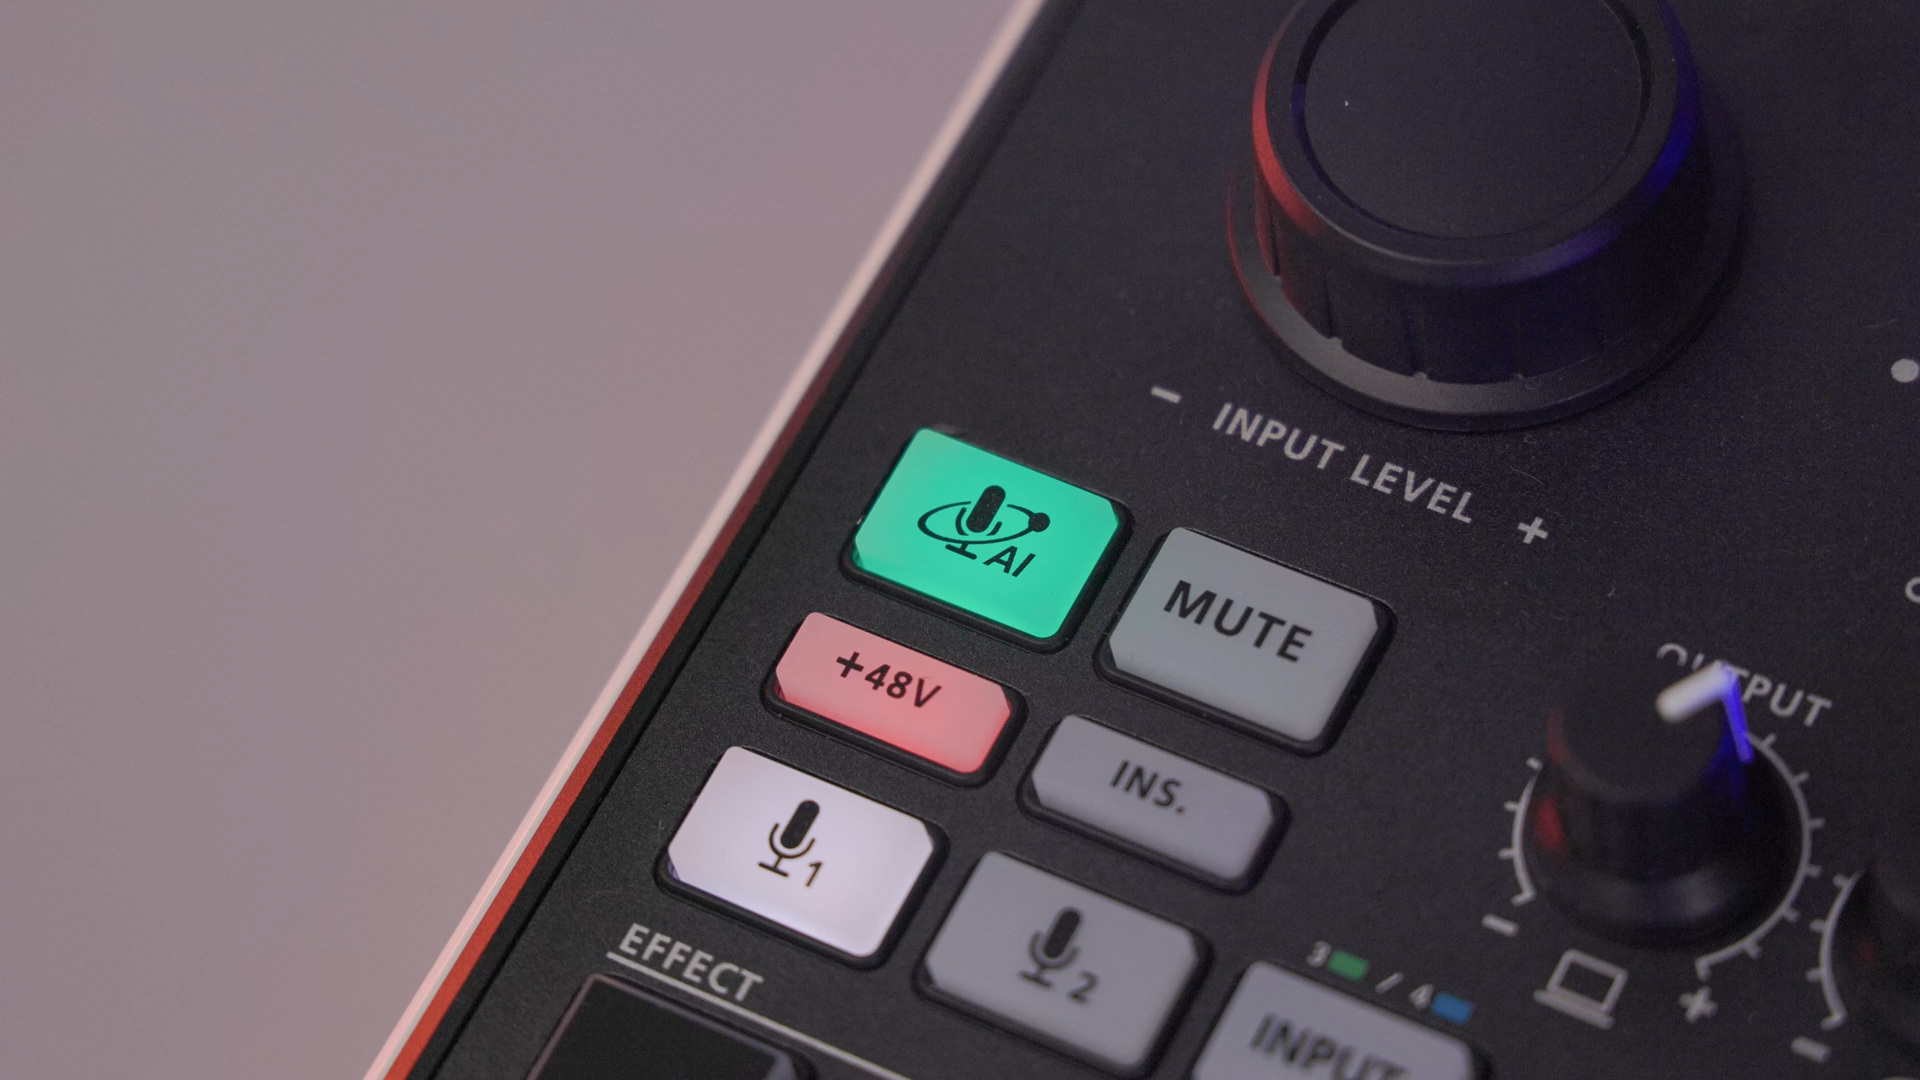 - INPUT LEVEL +
AI
MUTE
+48V
INS.
OUTPUT
1
2
- +
EFFECT
3 / 4
INPUT
-